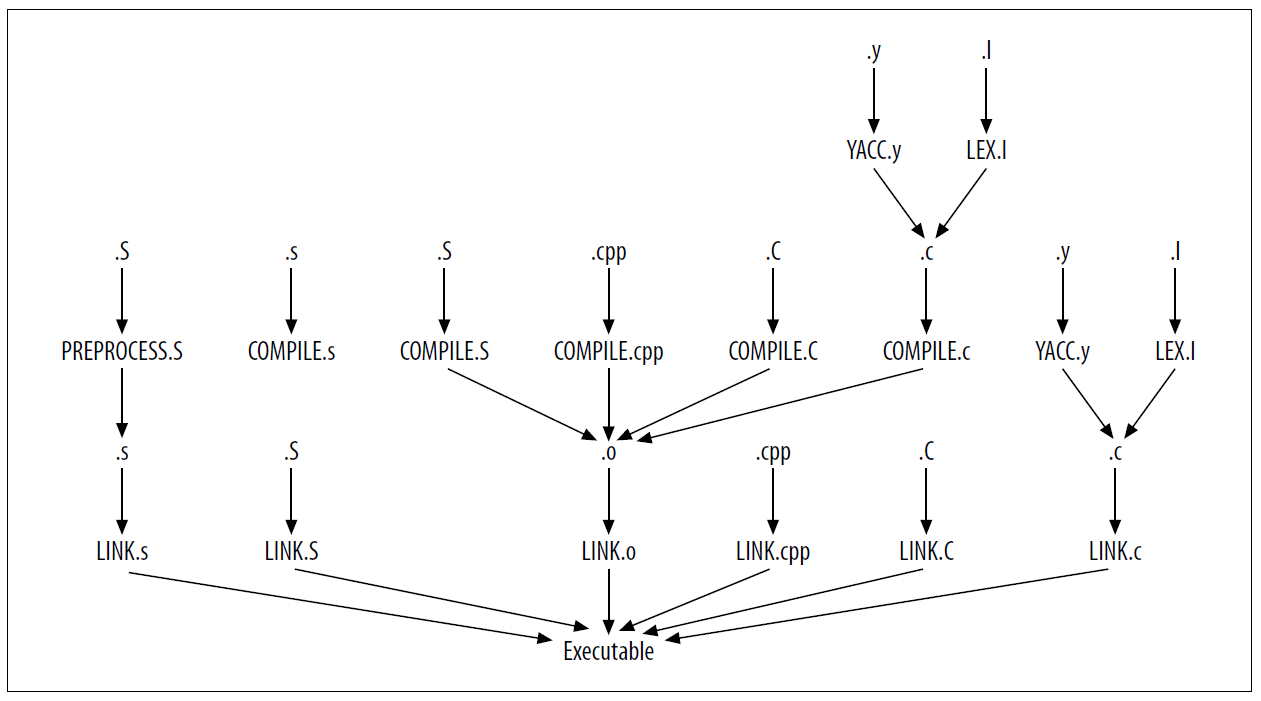 .y .l
YACC.y LEX.l
.S .s .S .cpp .C .c .y .l
PREPROCESS.S COMPILE.s COMPILE.S COMPILE.cpp COMPILE.C COMPILE.c YACC.y LEX.l
.s .S .o .cpp .C .c
LINK.s LINK.S LINK.o LINK.cpp LINK.C LINK.c
Executable